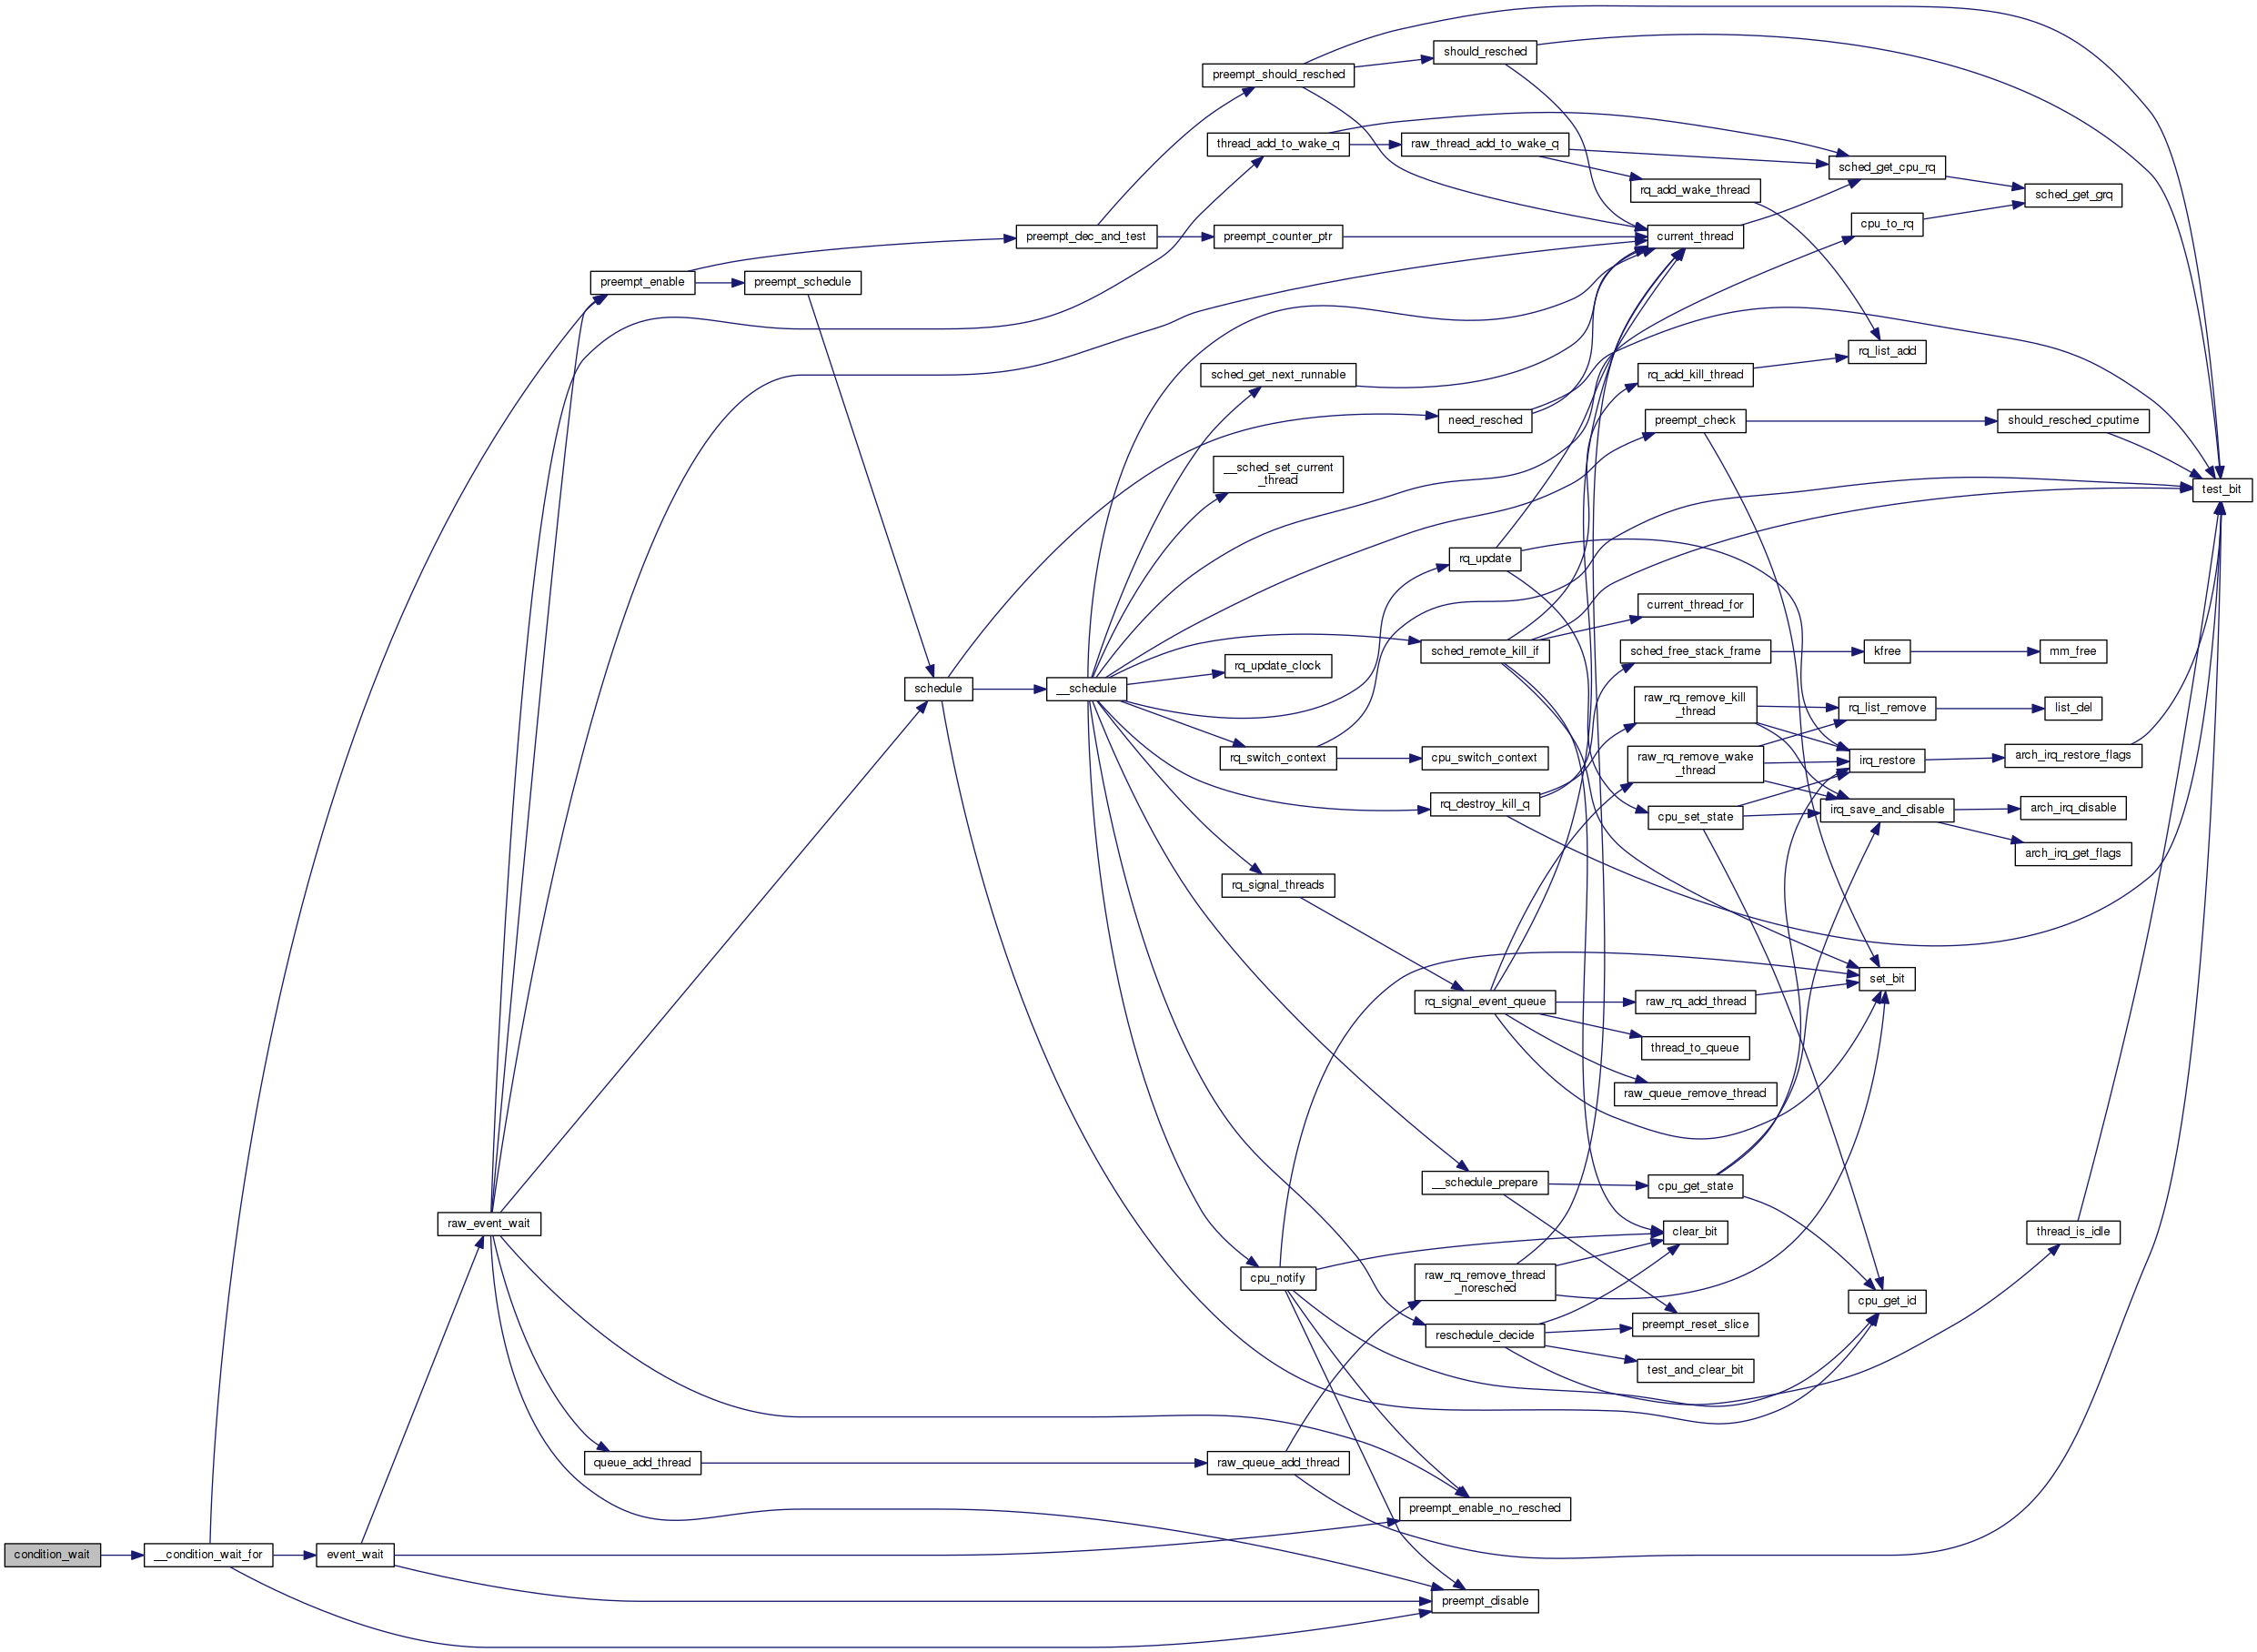 should_resched
preempt_should_resched
thread_add_to_wake_q
raw_thread_add_to_wake_q
sched_get_cpu_rq
rq_add_wake_thread
sched_get_grq
cpu_to_rq
preempt_dec_and_test
preempt_counter_ptr
current_thread
preempt_enable
preempt_schedule
rq_list_add
sched_get_next_runnable
rq_add_kill_thread
need_resched
preempt_check
should_resched_cputime
__sched_set_current
_thread
test_bit
rq_update
current_thread_for
sched_remote_kill_if
sched_free_stack_frame
kfree
mm_free
rq_update_clock
schedule
__schedule
raw_rq_remove_kill
_thread
rq_list_remove
list_del
rq_switch_context
cpu_switch_context
raw_rq_remove_wake
_thread
irq_restore
arch_irq_restore_flags
rq_destroy_kill_q
cpu_set_state
irq_save_and_disable
arch_irq_disable
arch_irq_get_flags
rq_signal_threads
set_bit
rq_signal_event_queue
raw_rq_add_thread
thread_to_queue
raw_queue_remove_thread
__schedule_prepare
cpu_get_state
raw_event_wait
clear_bit
thread_is_idle
cpu_notify
raw_rq_remove_thread
_noresched
cpu_get_id
reschedule_decide
preempt_reset_slice
test_and_clear_bit
queue_add_thread
raw_queue_add_thread
preempt_enable_no_resched
condition_wait
__condition_wait_for
event_wait
preempt_disable